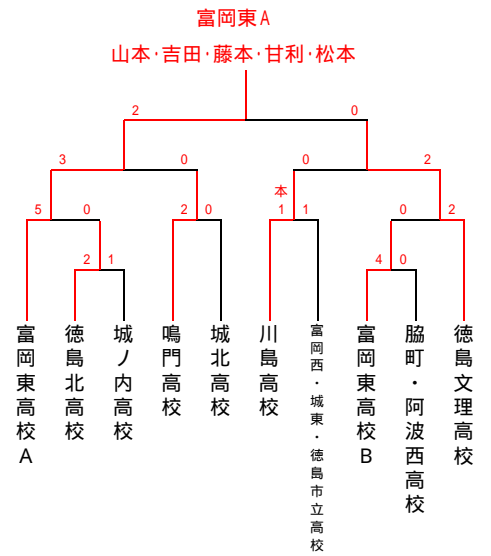 富岡東A
山本・吉田・藤本・甘利・松本
2 0
3 0 0 2
本
5 0 2 0 1 1 0 2
2 1 4 0
富岡東高校A
徳島北高校
城ノ内高校
鳴門高校
城北高校
川島高校
富岡西・城東・徳島市立高校
富岡東高校B
脇町・阿波西高校
徳島文理高校